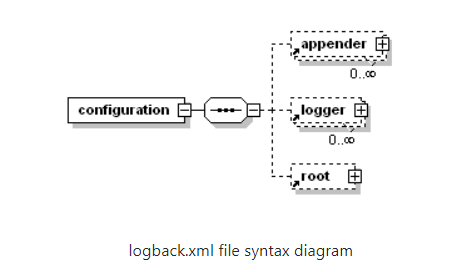 appender
0..∞
configuration
logger
0..∞
root
logback.xml file syntax diagram